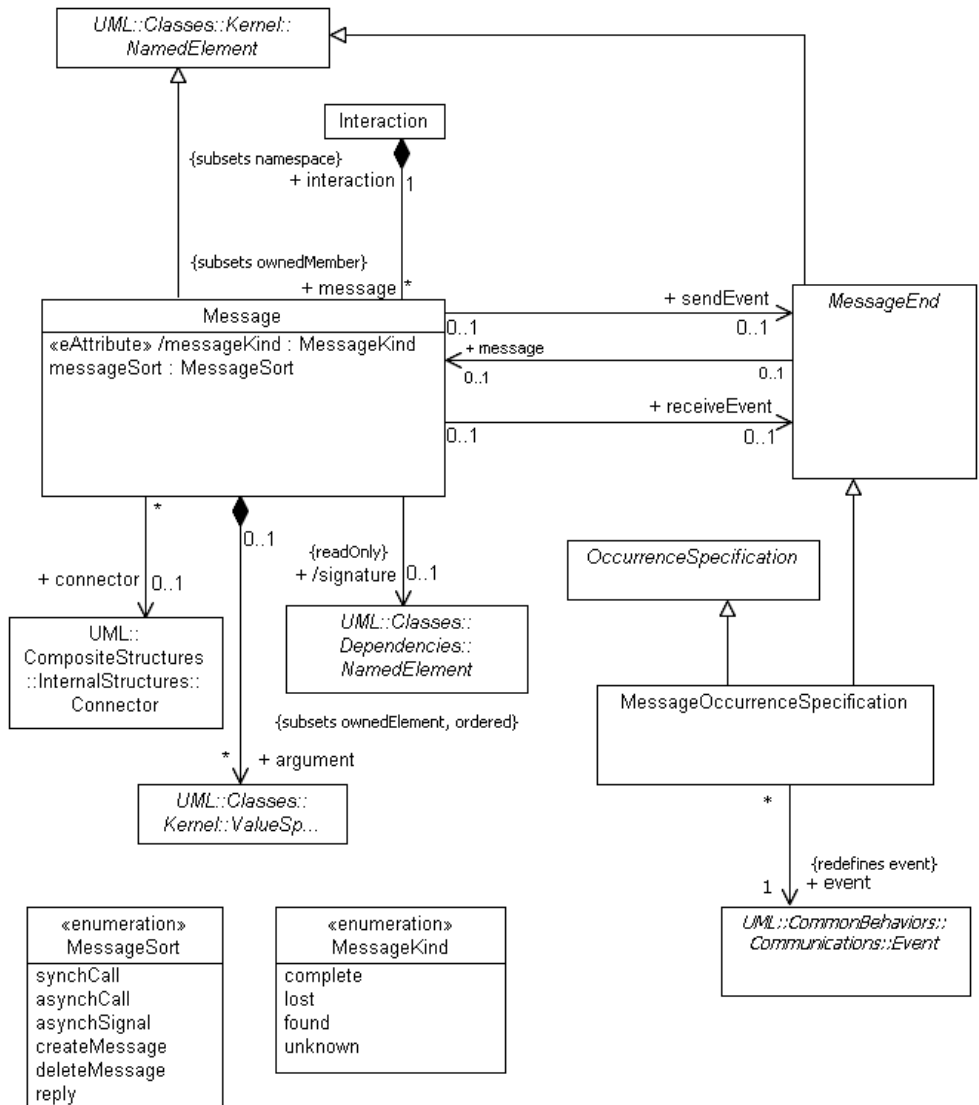 UML::Classes::Kernel::
NamedElement
Interaction
{subsets namespace}
+ interaction
1
{subsets ownedMember}
+ message
*
Message
«eAttribute» /messageKind : MessageKind
messageSort : MessageSort
+ sendEvent
0..1
0..1
+ message
0..1
0..1
+ receiveEvent
0..1
0..1
MessageEnd
*
+ connector
0..1
0..1
{readOnly}
+ /signature
0..1
OccurrenceSpecification
UML::
CompositeStructures
::InternalStructures::
Connector
UML::Classes::
Dependencies::
NamedElement
MessageOccurrenceSpecification
{subsets ownedElement, ordered}
*
+ argument
UML::Classes::
Kernel::ValueSp...
*
{redefines event}
1
+ event
UML::CommonBehaviors::
Communications::Event
«enumeration»
MessageSort
synchCall
asynchCall
asynchSignal
createMessage
deleteMessage
reply
«enumeration»
MessageKind
complete
lost
found
unknown